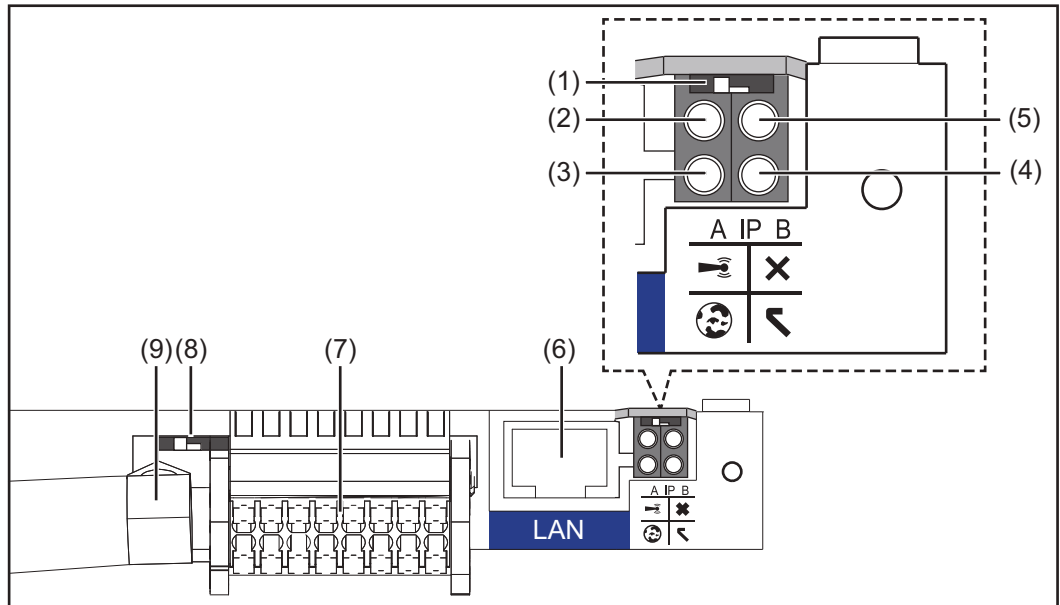 (1)
(2) (5)
(3) (4)
A IP B
(9) (8) (7) (6)
A IP B
LAN